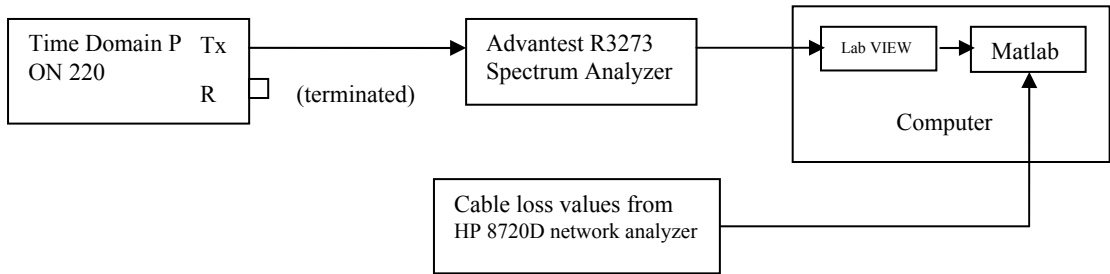 Time Domain P Tx
ON 220
R
(terminated)
Advantest R3273
Spectrum Analyzer
Lab VIEW
Matlab
Computer
Cable loss values from
HP 8720D network analyzer